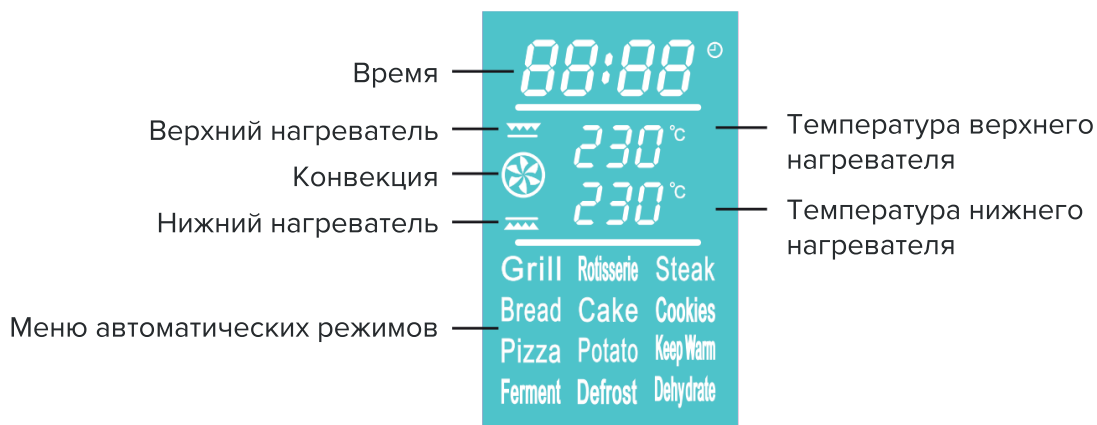 88:88
Время
Верхний нагреватель
230 °C
Температура верхнего
нагревателя
Конвекция
Нижний нагреватель
230 °C
Температура нижнего
нагревателя
Grill Rotisserie Steak
Bread Cake Cookies
Меню автоматических режимов
Pizza Potato Keep Warm
Ferment Defrost Dehydrate